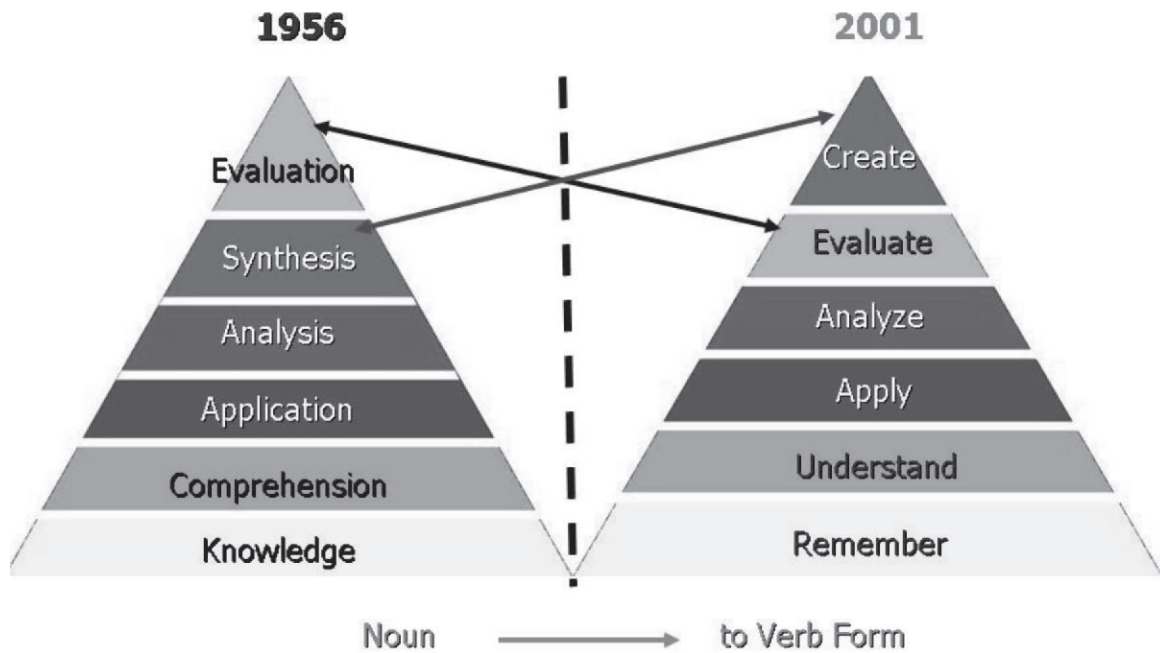 1956
Evaluation
Synthesis
Analysis
Application
Comprehension
Knowledge
2001
Create
Evaluate
Analyze
Apply
Understand
Remember
Noun to Verb Form